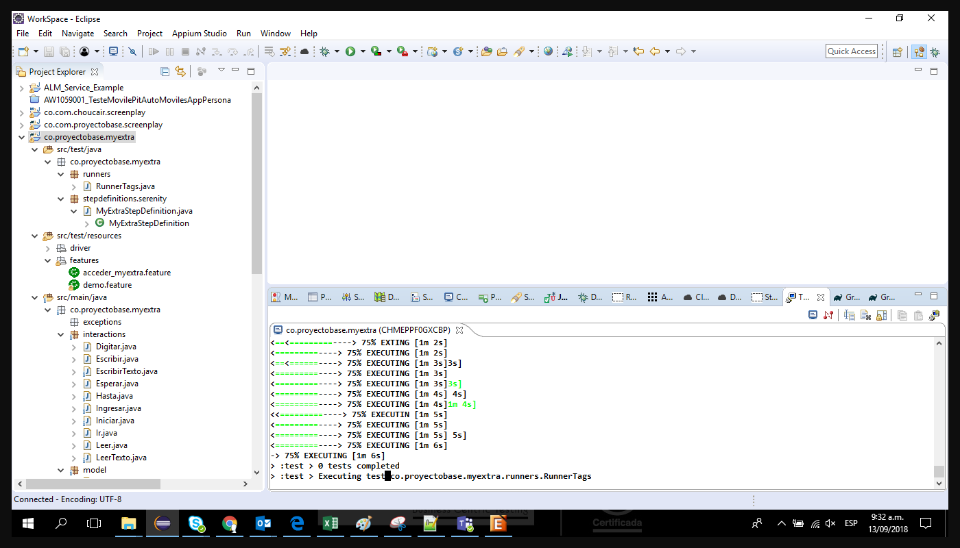 WorkSpace - Eclipse
File Edit Navigate Search Project Appium Studio Run Window Help
Quick Access
Project Explorer
ALM_Service_Example
AW1059001_TesteMovilePitAutoMovilesAppPersona
co.com.choucair.screenplay
co.com.proyectobase.screenplay
co.proyectobase.myextra
src/test/java
co.proyectobase.myextra
runners
RunnerTags.java
stepdefinitions.serenity
MyExtraStepDefinition.java
MyExtraStepDefinition
src/test/resources
driver
features
acceder_myextra.feature
demo.feature
src/main/java
co.proyectobase.myextra
exceptions
interactions
Digitar.java
Escribir.java
EscribirTexto.java
Esperar.java
Hasta.java
Ingresar.java
Iniciar.java
Ir.java
Leer.java
LeerTexto.java
model
M... P... S... D... S... C... P... S... J... D... R... A... Cl... D... St... T... Gr... Gr...
co.proyectobase.myextra (CHMEPPF0GXCBP)
<==<==========----> 75% EXTING [1m 2s]
<=============----> 75% EXECUTING [1m 2s]
<==<==========----> 75% EXECUTING [1m 3s]3s]
<=============----> 75% EXECUTING [1m 3s]
<=============----> 75% EXECUTING [1m 3s]3s]
<=============----> 75% EXECUTING [1m 4s] 4s]
<=============----> 75% EXECUTING [1m 4s]1m 4s]
<<=============----> 75% EXECUTIN [1m 5s]
<=============----> 75% EXECUTING [1m 5s]
<=============----> 75% EXECUTING [1m 5s] 5s]
<=============----> 75% EXECUTING [1m 6s]
-> 75% EXECUTING [1m 6s]
> :test > 0 tests completed
> :test > Executing test co.proyectobase.myextra.runners.RunnerTags
Connected - Encoding: UTF-8
Certificada
ESP
9:32 a.m.
13/09/2018